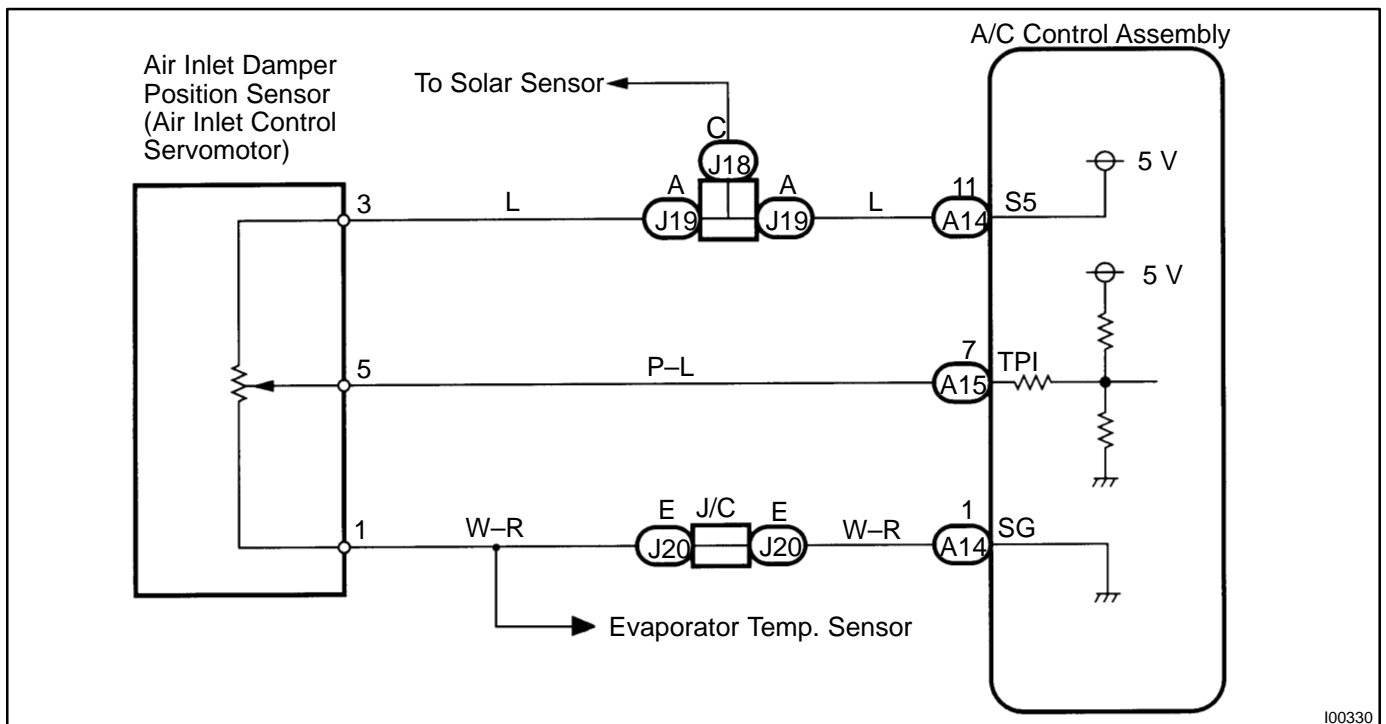 A/C Control Assembly
Air Inlet Damper
Position Sensor
(Air Inlet Control
Servomotor)
To Solar Sensor
C
J18
5 V
3
L
A
J19
A
J19
L
11
A14
S5
5 V
5
P–L
7
A15
TPI
1
W–R
E
J20
J/C
E
J20
W–R
1
A14
SG
Evaporator Temp. Sensor
I00330